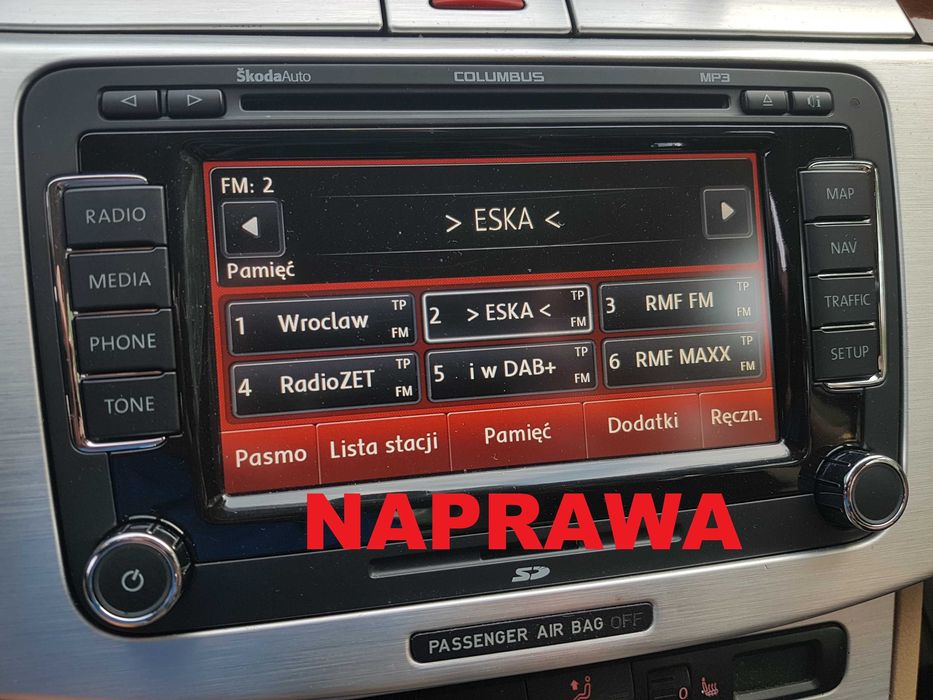 ŠkodaAuto COLUMBUS MP3
FM: 2
> ESKA <
Pamięć
RADIO
MEDIA
PHONE
TONE
MAP
NAV
TRAFFIC
SETUP
1 Wroclaw TP FM
2 > ESKA < TP FM
3 RMF FM TP FM
4 RadioZET TP FM
5 i w DAB+ TP FM
6 RMF MAXX TP FM
Pasmo Lista stacji Pamięć Dodatki Ręczn.
NAPRAWA
SD
PASSENGER AIR BAG OFF
0